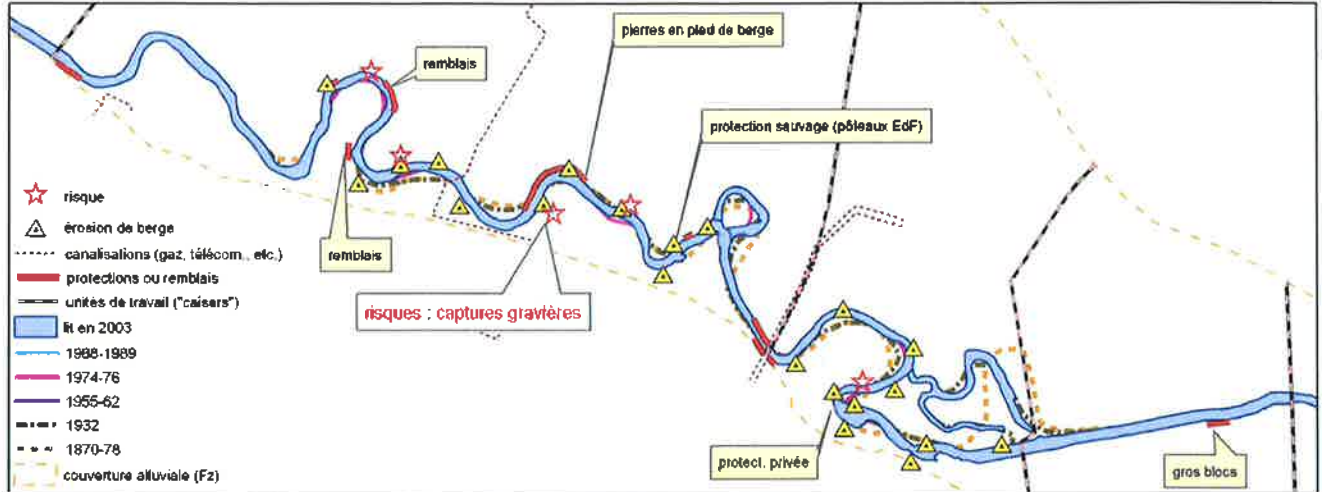 pierres en pied de berge
remblais
protection sauvage (pôleaux EdF)
risque
érosion de berge
canalisations (gaz, télécom., etc.)
protections ou remblais
unités de travail ("caisers")
lit en 2003
1988-1989
1974-76
1955-62
1932
1870-78
couverture alluviale (Fz)
remblais
risques : captures gravières
protect. privée
gros blocs